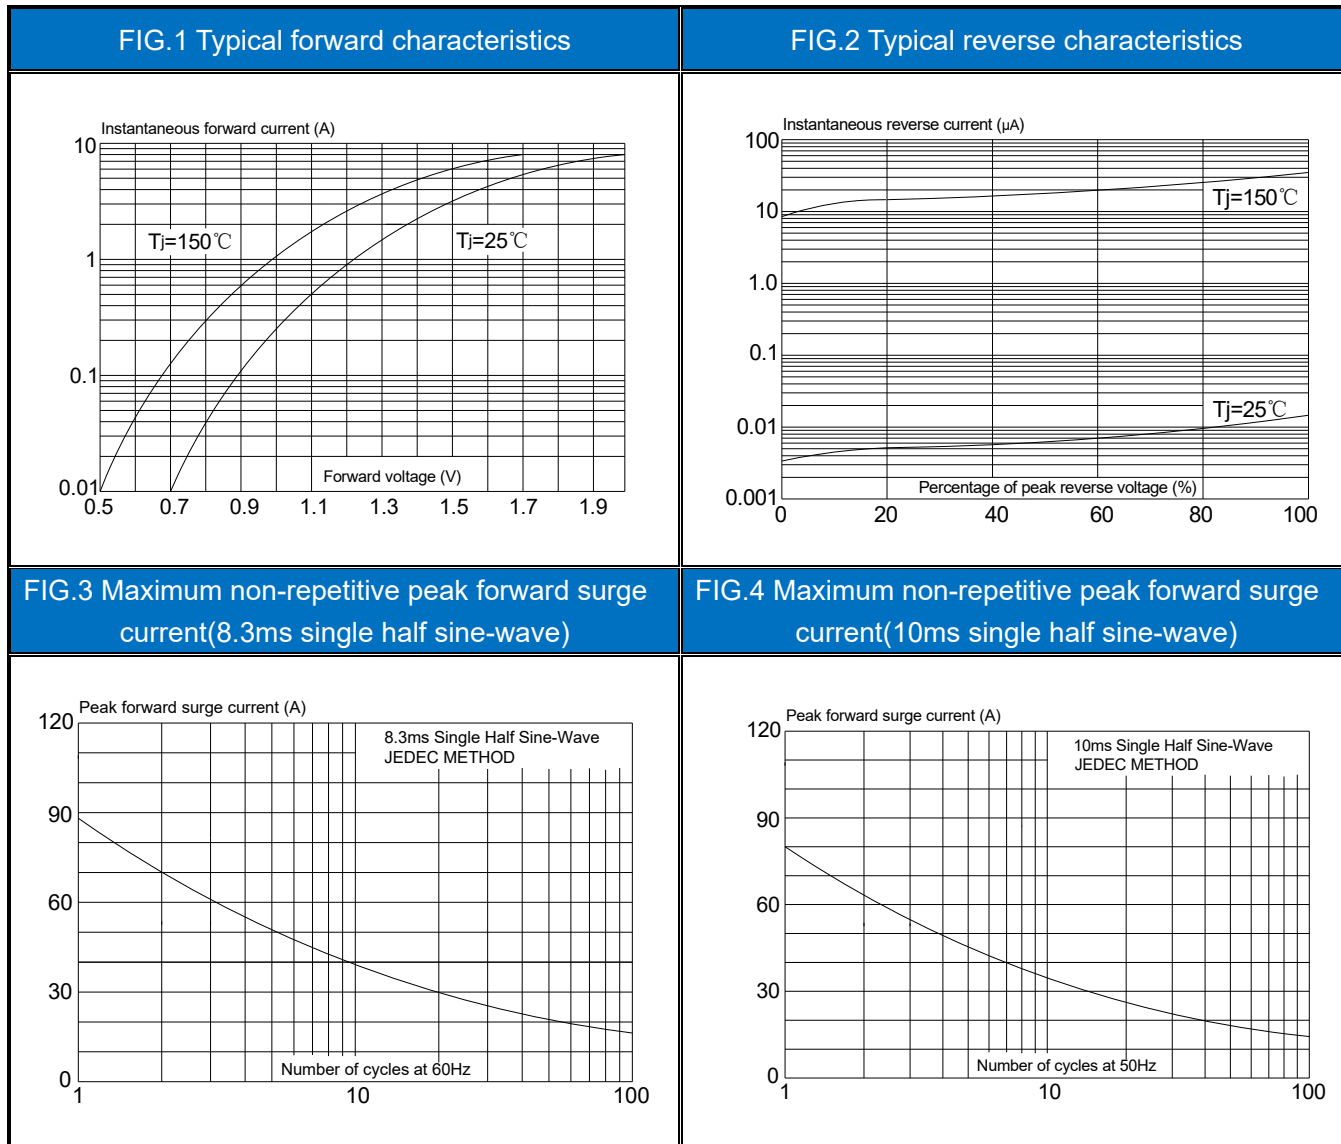 FIG.1 Typical forward characteristics
FIG.2 Typical reverse characteristics
Instantaneous forward current (A)
10
1
0.1
0.01
Tj=150℃
Tj=25℃
Forward voltage (V)
0.5 0.7 0.9 1.1 1.3 1.5 1.7 1.9
Instantaneous reverse current (μA)
100
10
1.0
0.1
0.01
0.001
Tj=150℃
Tj=25℃
Percentage of peak reverse voltage (%)
0 20 40 60 80 100
FIG.3 Maximum non-repetitive peak forward surge
current(8.3ms single half sine-wave)
FIG.4 Maximum non-repetitive peak forward surge
current(10ms single half sine-wave)
Peak forward surge current (A)
120
90
60
30
0
8.3ms Single Half Sine-Wave
JEDEC METHOD
Number of cycles at 60Hz
1 10 100
Peak forward surge current (A)
120
90
60
30
0
10ms Single Half Sine-Wave
JEDEC METHOD
Number of cycles at 50Hz
1 10 100